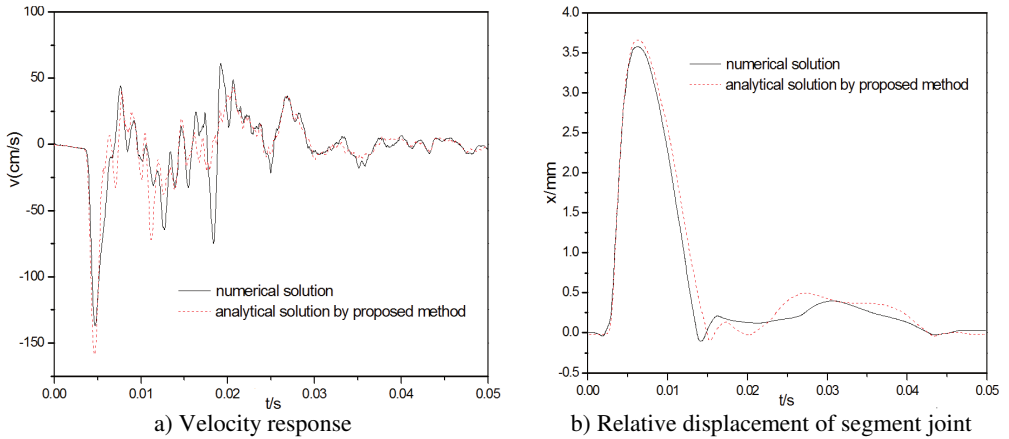 100
50
0
-50
-100
-150
v(cm/s)
numerical solution
analytical solution by proposed method
0.00 0.01 0.02 0.03 0.04 0.05
t/s
a) Velocity response
4.0
3.5
3.0
2.5
2.0
1.5
1.0
0.5
0.0
-0.5
x/mm
numerical solution
analytical solution by proposed method
0.00 0.01 0.02 0.03 0.04 0.05
t/s
b) Relative displacement of segment joint